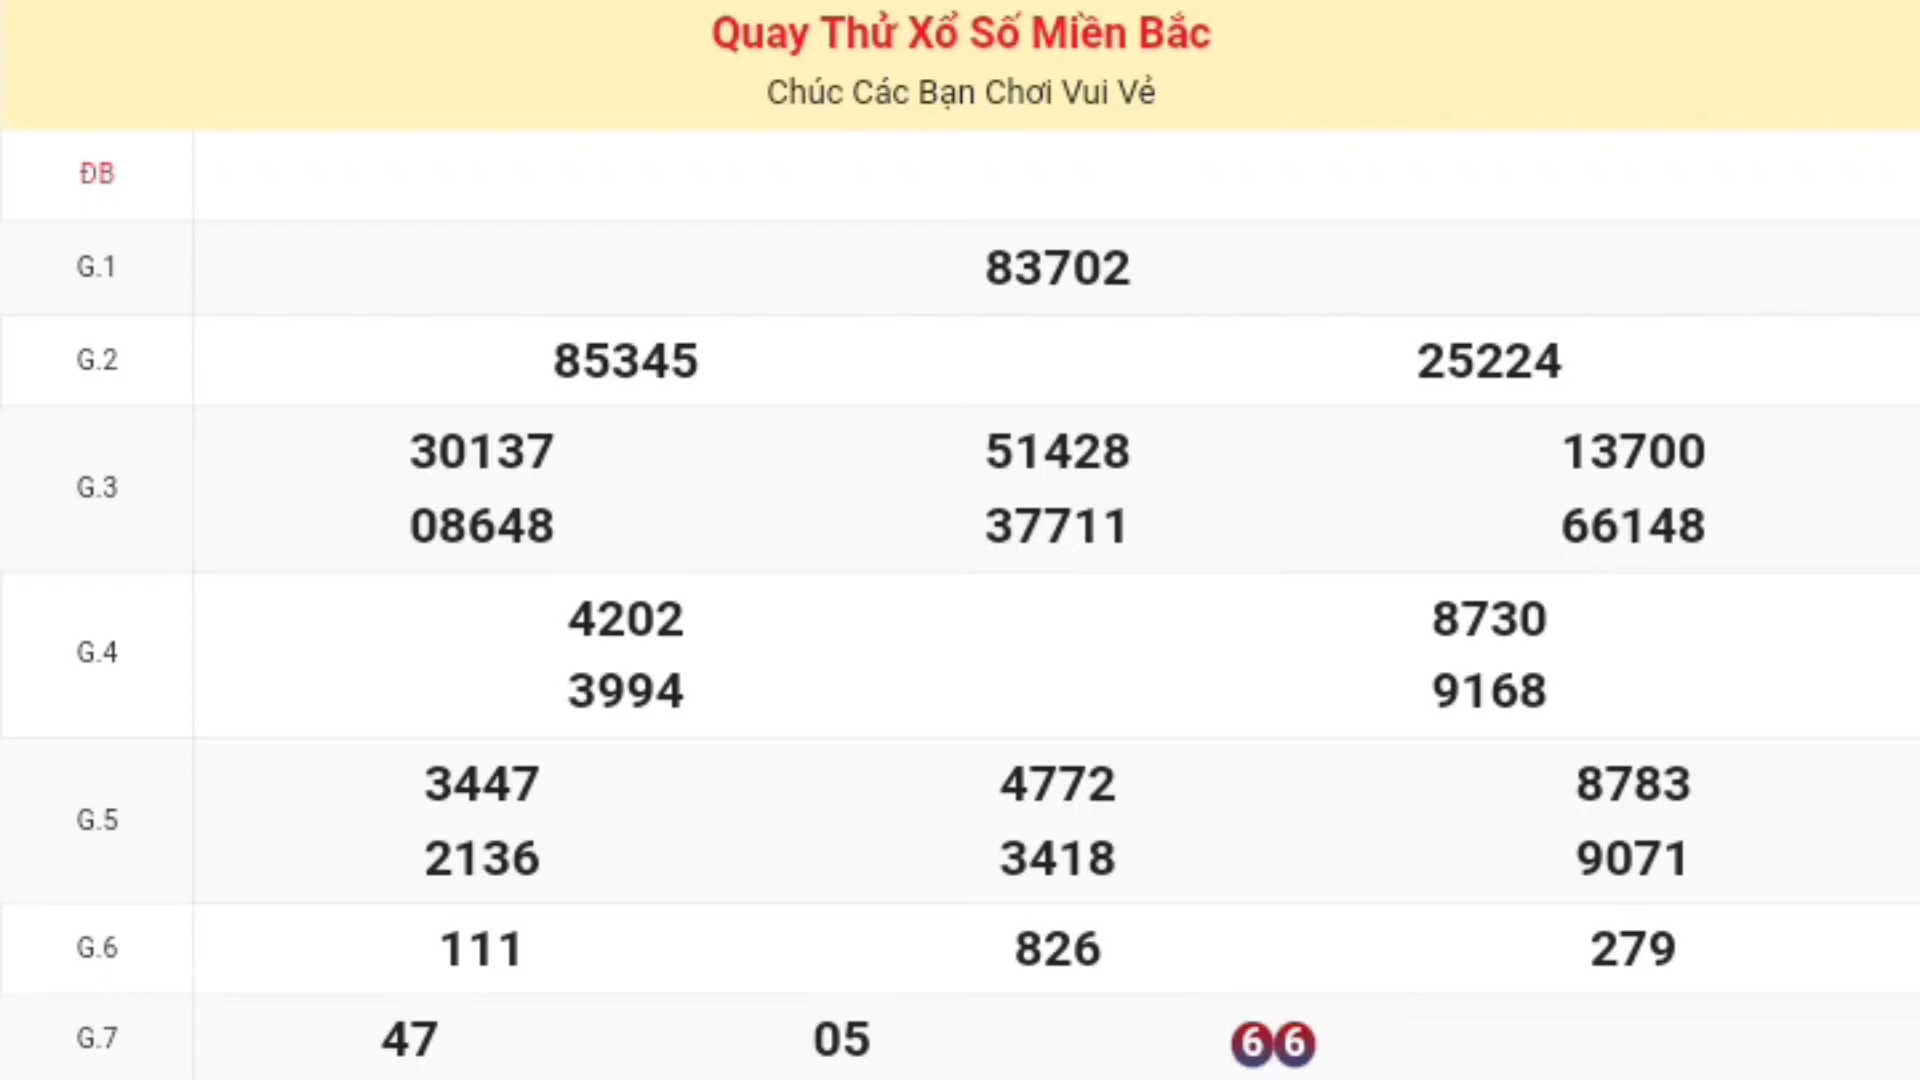 Quay Thử Xổ Số Miền Bắc
Chúc Các Bạn Chơi Vui Vẻ
ĐB
G.1 83702
G.2 85345 25224
G.3 30137 51428 13700
08648 37711 66148
G.4 4202 8730
3994 9168
G.5 3447 4772 8783
2136 3418 9071
G.6 111 826 279
G.7 47 05 66